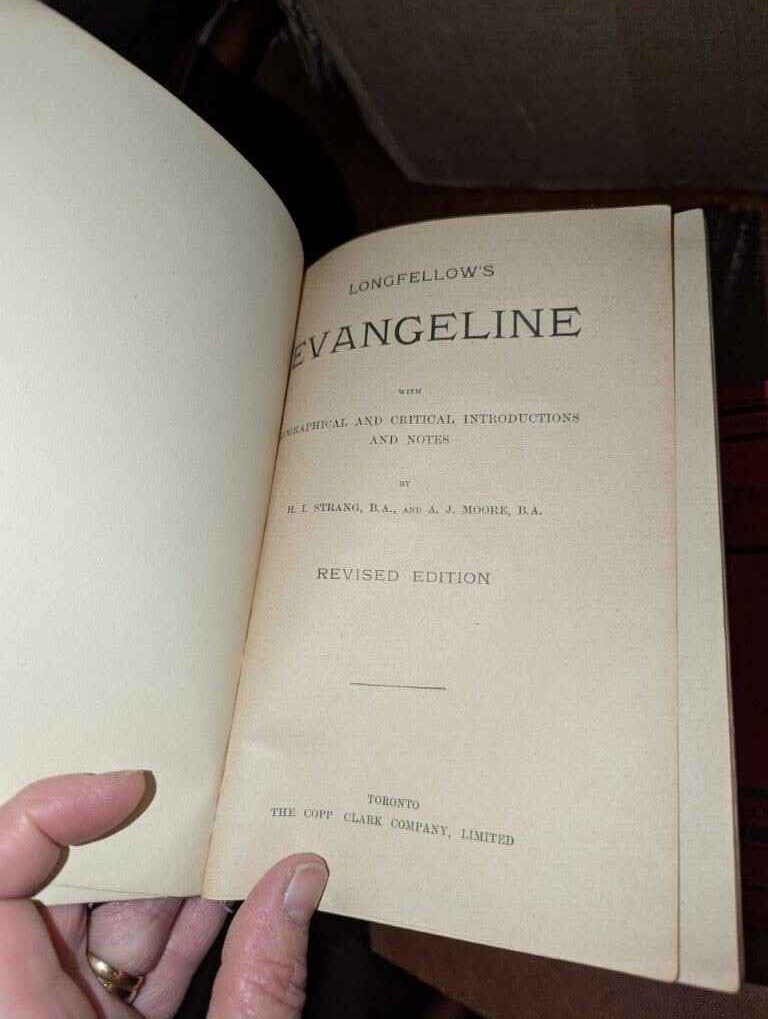 LONGFELLOW'S
EVANGELINE
WITH
AND CRITICAL INTRODUCTIONS
AND NOTES
BY
H. I. STRANG, B.A., AND A. J. MOORE, B.A.
REVISED EDITION
TORONTO
THE COPP CLARK COMPANY, LIMITED